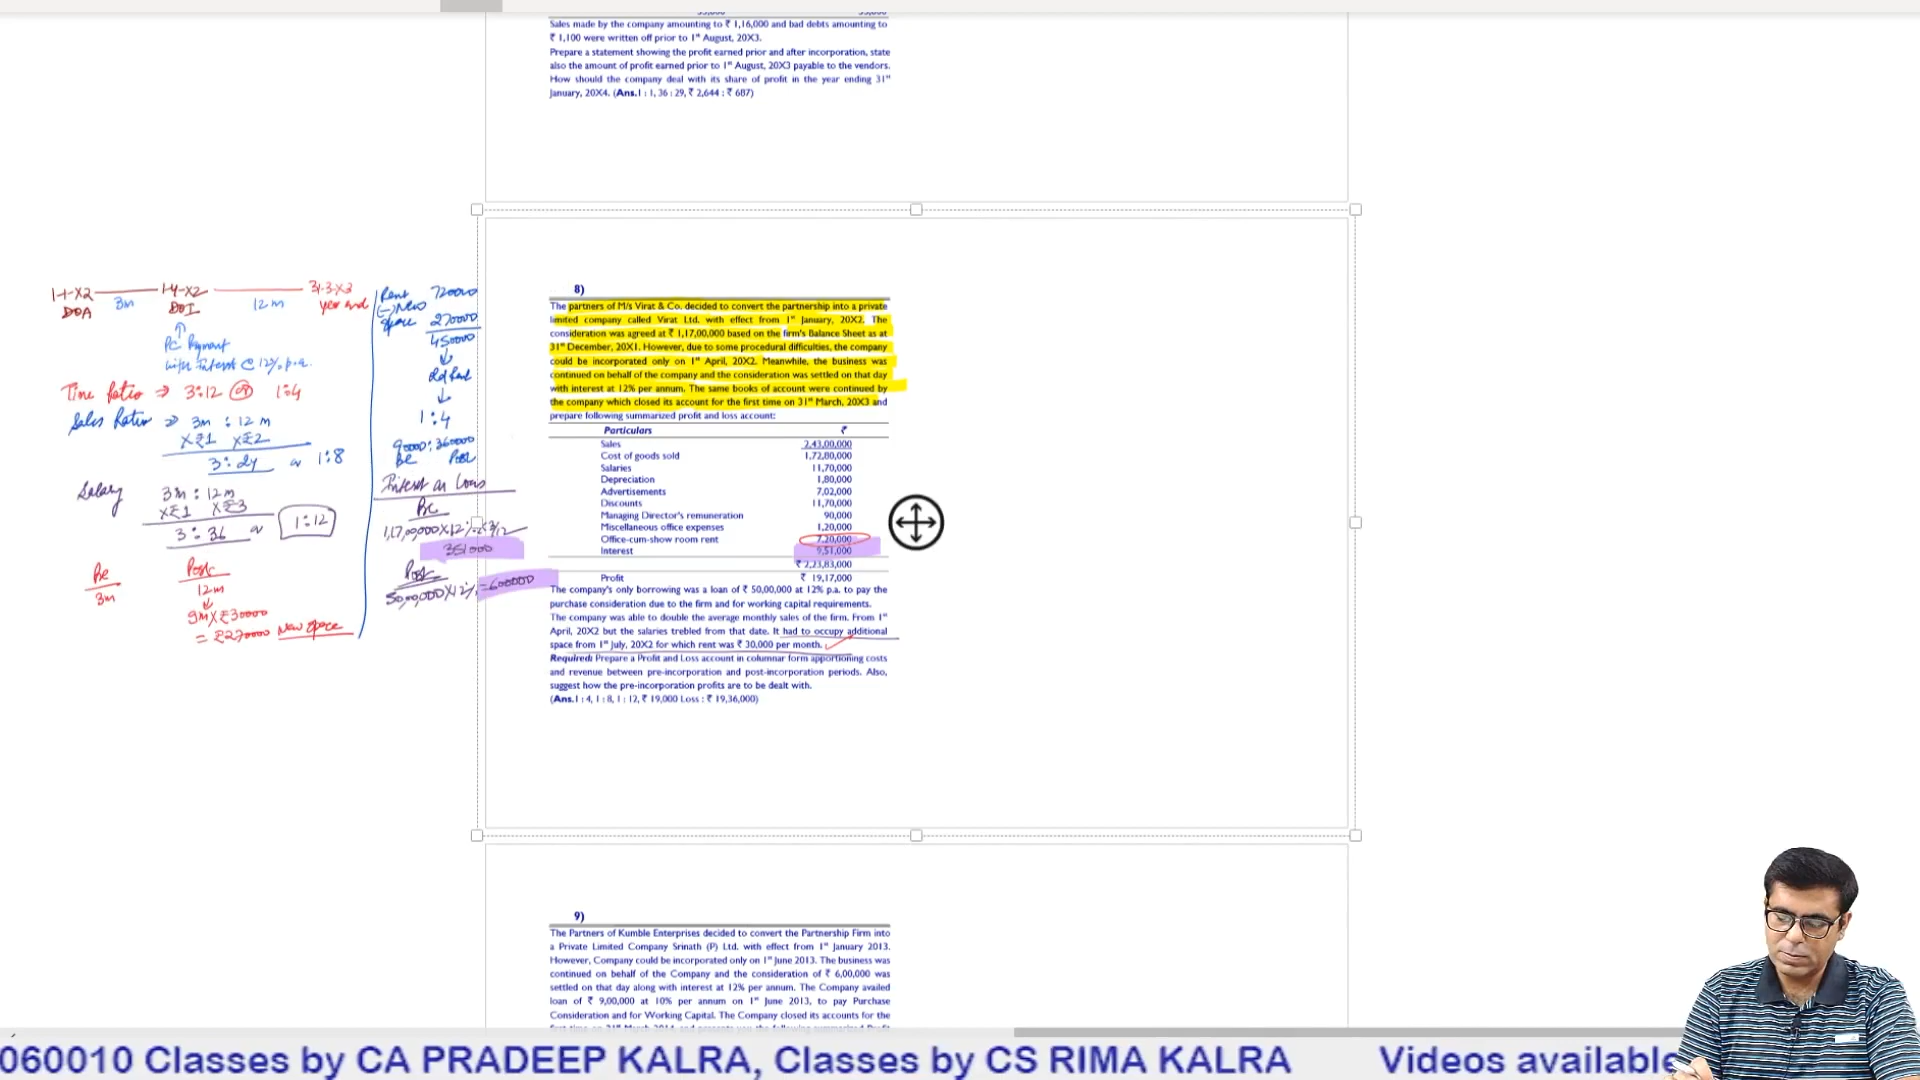 Sales made by the company amounting to ₹ 1,16,000 and bad debts amounting to
₹ 1,100 were written off prior to 1st August, 20X3.
Prepare a statement showing the profit earned prior and after incorporation, state
also the amount of profit earned prior to 1st August, 20X3 payable to the vendors.
How should the company deal with its share of profit in the year ending 31st
January, 20X4. (Ans.1 : 1, 36 : 29, ₹ 2,644 : ₹ 687)
1-1-X2 1-4-X2 31-3-X2
3m 12m year end
DOA DOI
PC Payment
with Interest @ 12% p.a.
Time Ratio ⇒ 3:12 or 1:4
Sales Ratio ⇒ 3m : 12m
X₹1 X₹2
3 : 24 or 1:8
Salary 3m : 12m
X₹1 X₹3
3 : 36 or 1:12
Pre Post
3m 12m
9m X ₹30000
= ₹270000 New Space
Rent 720000
(-) New
Space 270000
450000
Old Rent
1:4
90000 : 360000
Pre Post
Interest on Loan
Pre
1,17,00,000 X 12% X 3/12
351000
Post
50,00,000 X 12% = 600000
8)
The partners of M/s Virat & Co. decided to convert the partnership into a private
limited company called Virat Ltd. with effect from 1st January, 20X2. The
consideration was agreed at ₹ 1,17,00,000 based on the firm's Balance Sheet as at
31st December, 20X1. However, due to some procedural difficulties, the company
could be incorporated only on 1st April, 20X2. Meanwhile, the business was
continued on behalf of the company and the consideration was settled on that day
with interest at 12% per annum. The same books of account were continued by
the company which closed its account for the first time on 31st March, 20X3 and
prepare following summarized profit and loss account:
Particulars ₹
Sales 2,43,00,000
Cost of goods sold 1,72,80,000
Salaries 11,70,000
Depreciation 1,80,000
Advertisements 7,02,000
Discounts 11,70,000
Managing Director's remuneration 90,000
Miscellaneous office expenses 1,20,000
Office-cum-show room rent 7,20,000
Interest 9,51,000
₹ 2,23,83,000
Profit ₹ 19,17,000
The company's only borrowing was a loan of ₹ 50,00,000 at 12% p.a. to pay the
purchase consideration due to the firm and for working capital requirements.
The company was able to double the average monthly sales of the firm. From 1st
April, 20X2 but the salaries trebled from that date. It had to occupy additional
space from 1st July, 20X2 for which rent was ₹ 30,000 per month.
Required: Prepare a Profit and Loss account in columnar form apportioning costs
and revenue between pre-incorporation and post-incorporation periods. Also,
suggest how the pre-incorporation profits are to be dealt with.
(Ans.1 : 4, 1 : 8, 1 : 12, ₹ 19,000 Loss : ₹ 19,36,000)
9)
The Partners of Kumble Enterprises decided to convert the Partnership Firm into
a Private Limited Company Srinath (P) Ltd. with effect from 1st January 2013.
However, Company could be incorporated only on 1st June 2013. The business was
continued on behalf of the Company and the consideration of ₹ 6,00,000 was
settled on that day along with interest at 12% per annum. The Company availed
loan of ₹ 9,00,000 at 10% per annum on 1st June 2013, to pay Purchase
Consideration and for Working Capital. The Company closed its accounts for the
060010 Classes by CA PRADEEP KALRA, Classes by CS RIMA KALRA Videos available